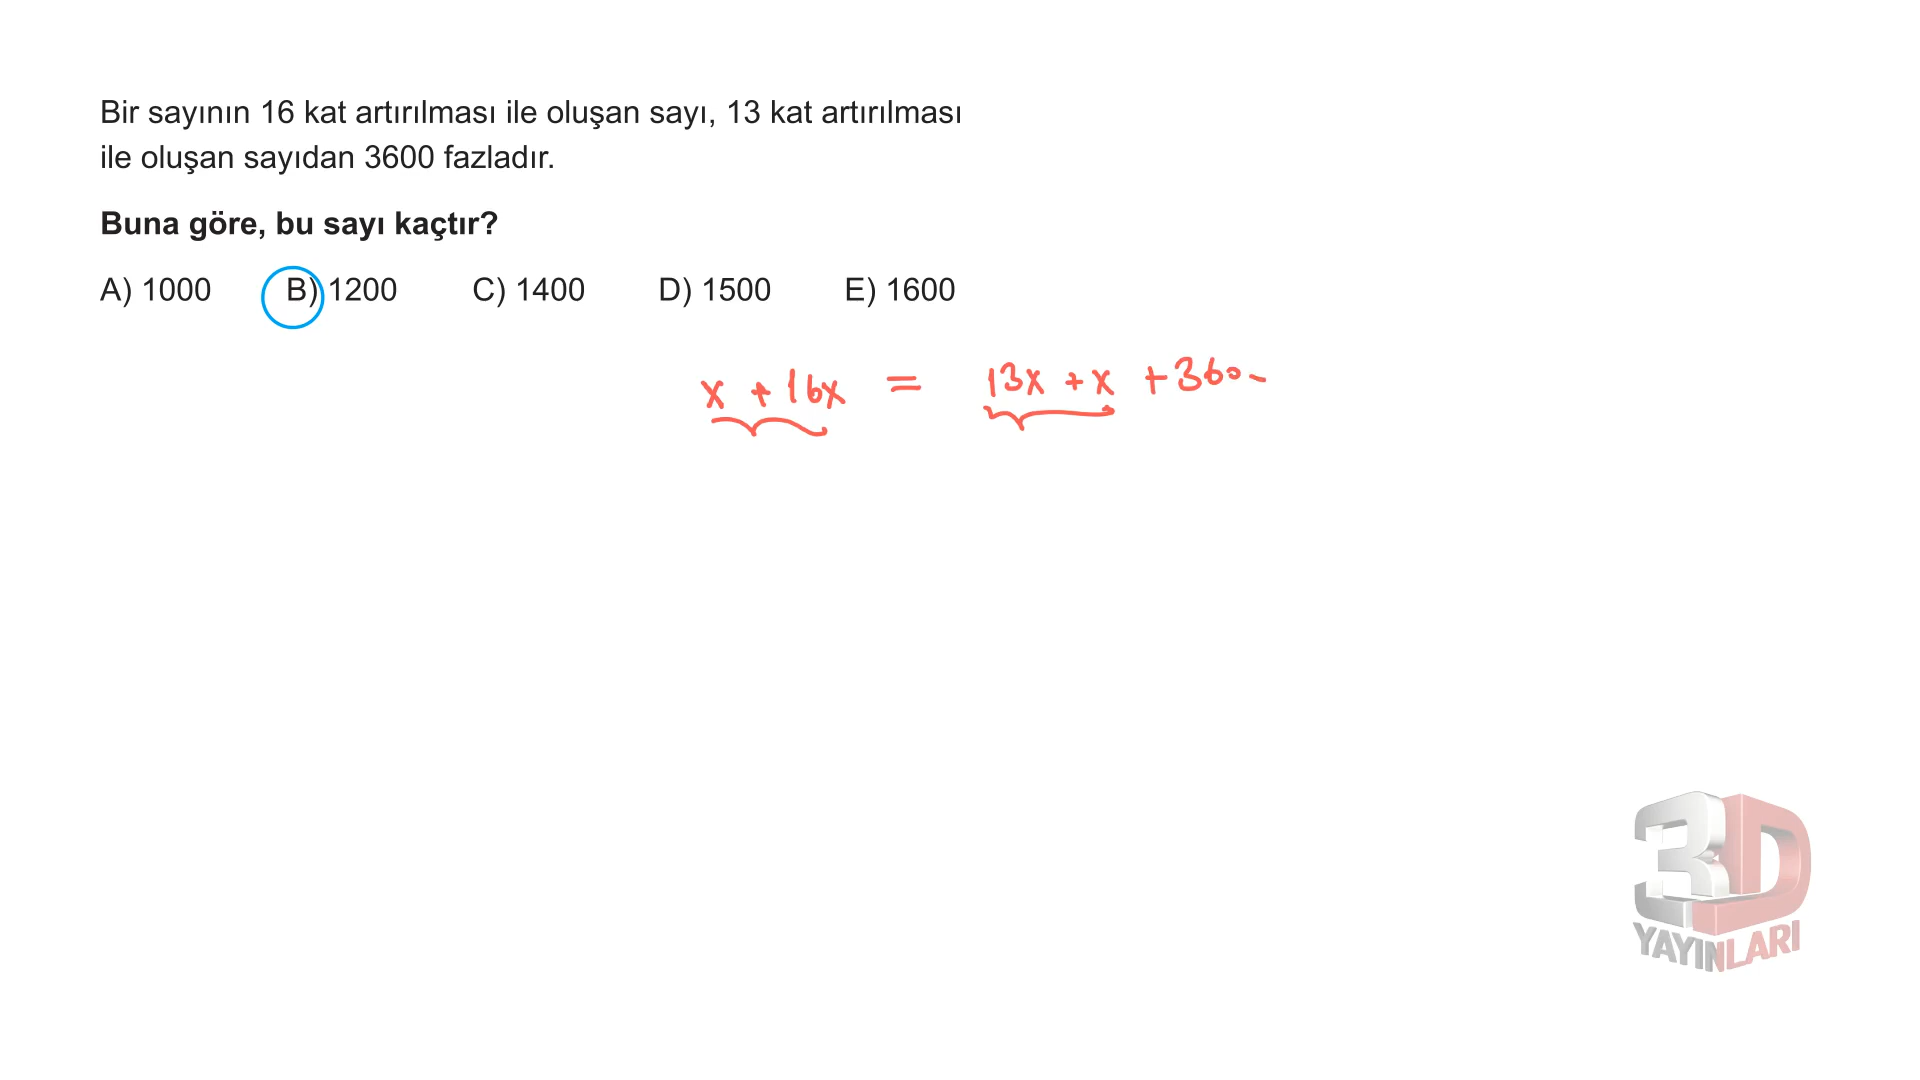 Bir sayının 16 kat artırılması ile oluşan sayı, 13 kat artırılması
ile oluşan sayıdan 3600 fazladır.
Buna göre, bu sayı kaçtır?
A) 1000 B) 1200 C) 1400 D) 1500 E) 1600
x + 16x = 13x + x + 3600
3D
YAYINLARI